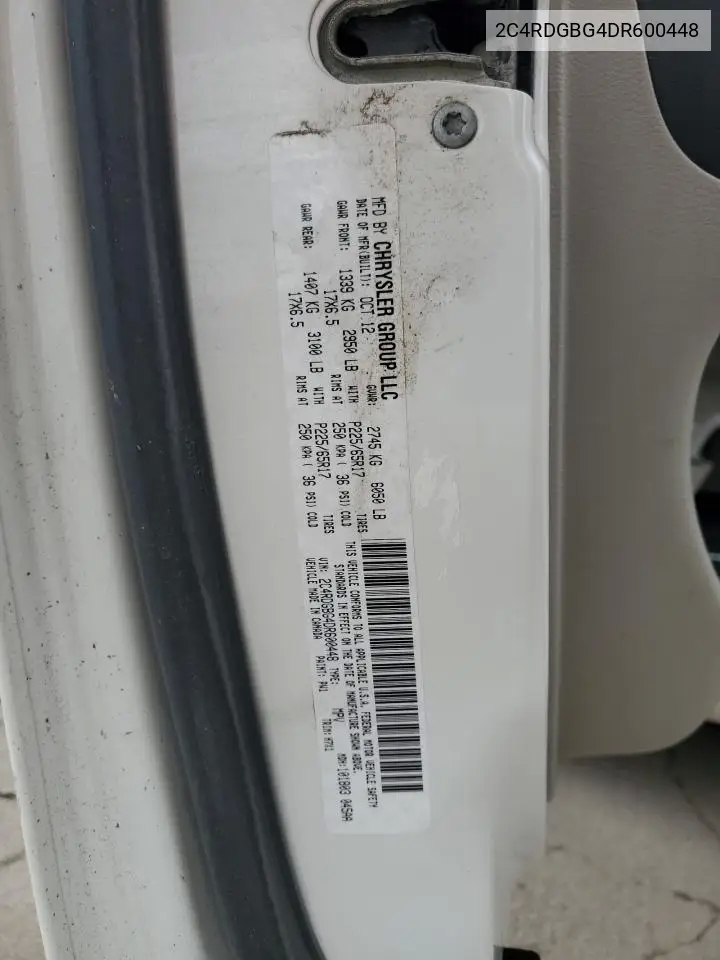 2C4RDGBG4DR600448
MFD BY CHRYSLER GROUP LLC
DATE OF MFR(BUILT): OCT 12 GVWR: 2745 KG 6050 LB
GAWR FRONT: 1339 KG 2950 LB WITH P225/65R17 TIRES
17X6.5 RIMS AT 250 KPA ( 36 PSI) COLD
GAWR REAR: 1407 KG 3100 LB WITH P225/65R17 TIRES
17X6.5 RIMS AT 250 KPA ( 36 PSI) COLD
THIS VEHICLE CONFORMS TO ALL APPLICABLE U.S.A. FEDERAL MOTOR VEHICLE SAFETY
STANDARDS IN EFFECT ON THE DATE OF MANUFACTURE SHOWN ABOVE.
VIN: 2C4RDGBG4DR600448 TYPE: MPV MDH:101803 045AA
VEHICLE MADE IN CANADA PAINT: PW1 TRIM: